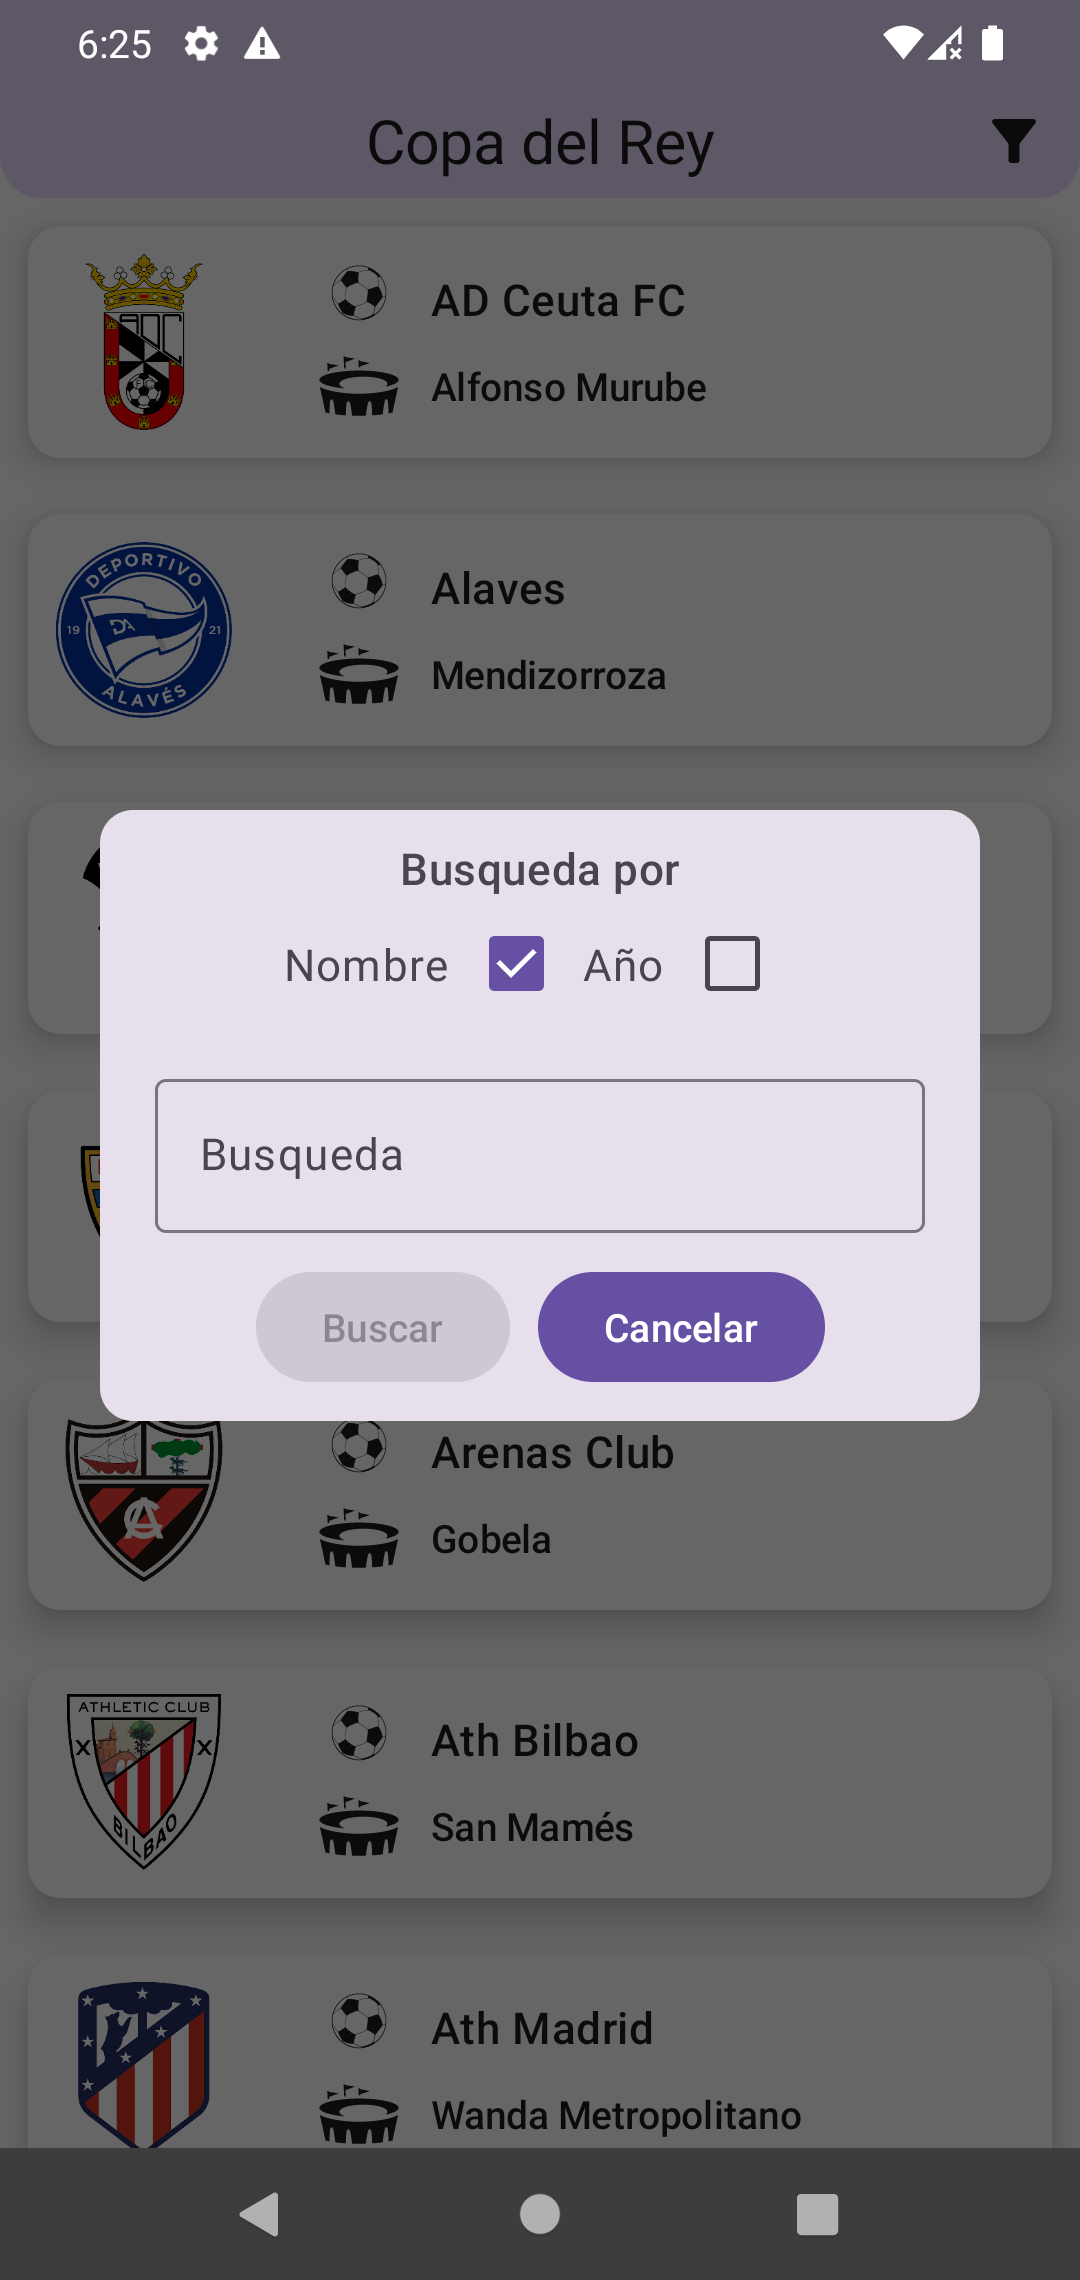 6:25
Copa del Rey
AD Ceuta FC
Alfonso Murube
DEPORTIVO
19 21
ALAVÉS
Alaves
Mendizorroza
Busqueda por
Nombre Año
Busqueda
Buscar Cancelar
Arenas Club
Gobela
ATHLETIC CLUB
BILBAO
Ath Bilbao
San Mamés
Ath Madrid
Wanda Metropolitano